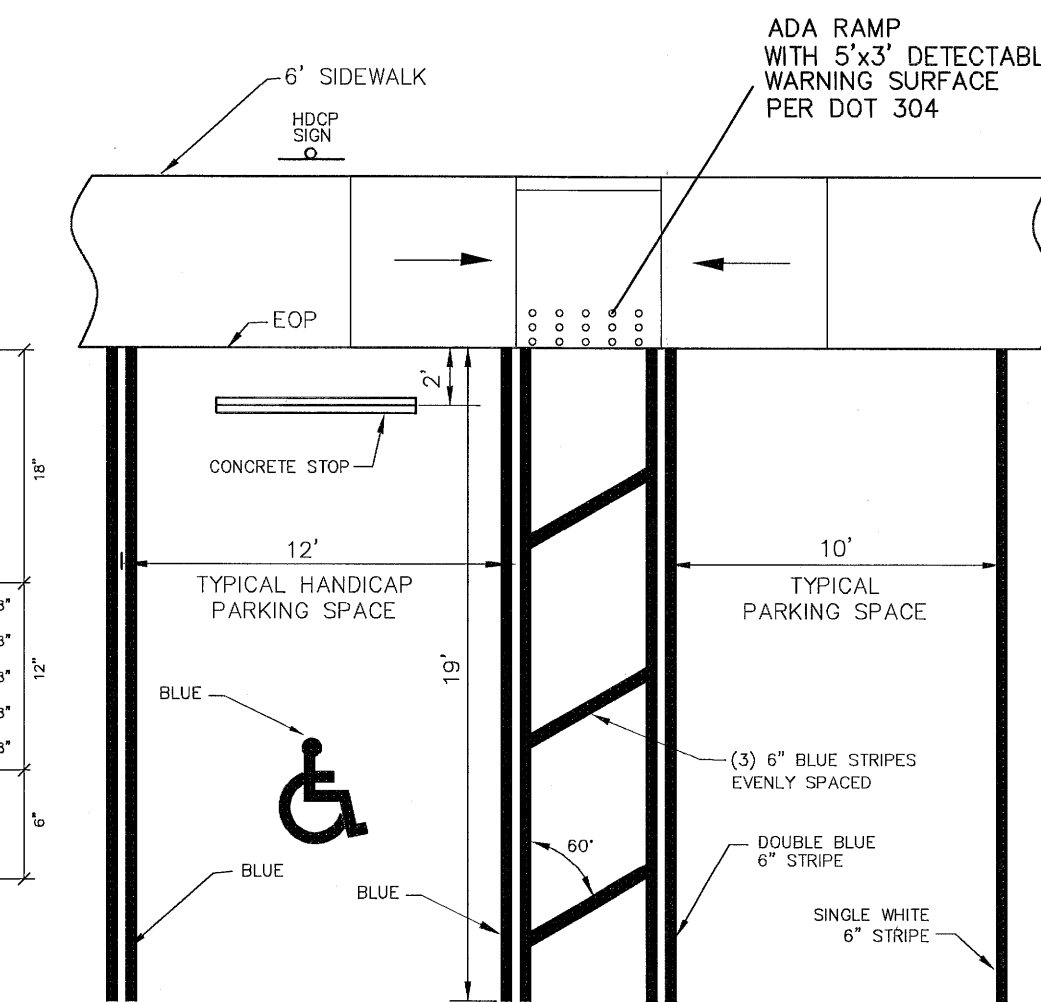 ADA RAMP
WITH 5'x3' DETECTABL
WARNING SURFACE
PER DOT 304
6' SIDEWALK
HDCP
SIGN
EOP
2'
CONCRETE STOP
18"
12'
TYPICAL HANDICAP
PARKING SPACE
10'
TYPICAL
PARKING SPACE
19'
12"
BLUE
(3) 6" BLUE STRIPES
EVENLY SPACED
6"
60°
DOUBLE BLUE
6" STRIPE
BLUE
BLUE
SINGLE WHITE
6" STRIPE